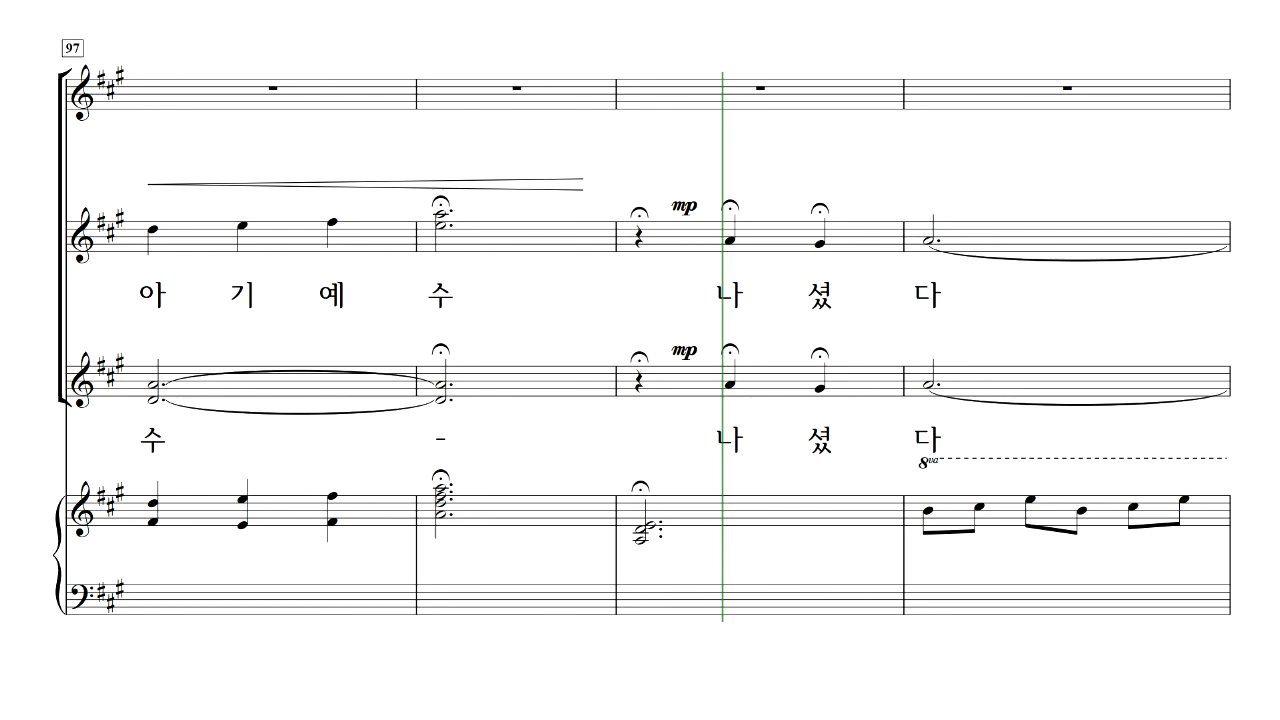 97
mp
아 기 예 수 나 셨 다
mp
수 - 나 셨 다
8va